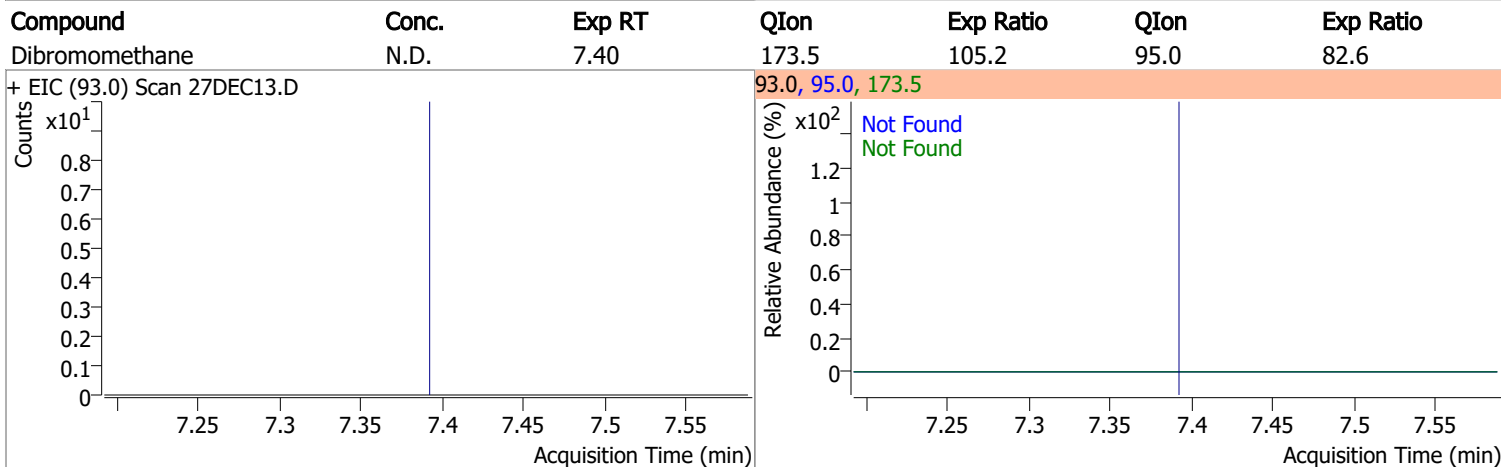 Compound Conc. Exp RT QIon Exp Ratio QIon Exp Ratio
Dibromomethane N.D. 7.40 173.5 105.2 95.0 82.6
+ EIC (93.0) Scan 27DEC13.D
Counts
x10¹
0.8
0.7
0.6
0.5
0.4
0.3
0.2
0.1
0
7.25 7.3 7.35 7.4 7.45 7.5 7.55
Acquisition Time (min)
93.0, 95.0, 173.5
Relative Abundance (%)
x10²
Not Found
Not Found
1.2
1
0.8
0.6
0.4
0.2
0
7.25 7.3 7.35 7.4 7.45 7.5 7.55
Acquisition Time (min)